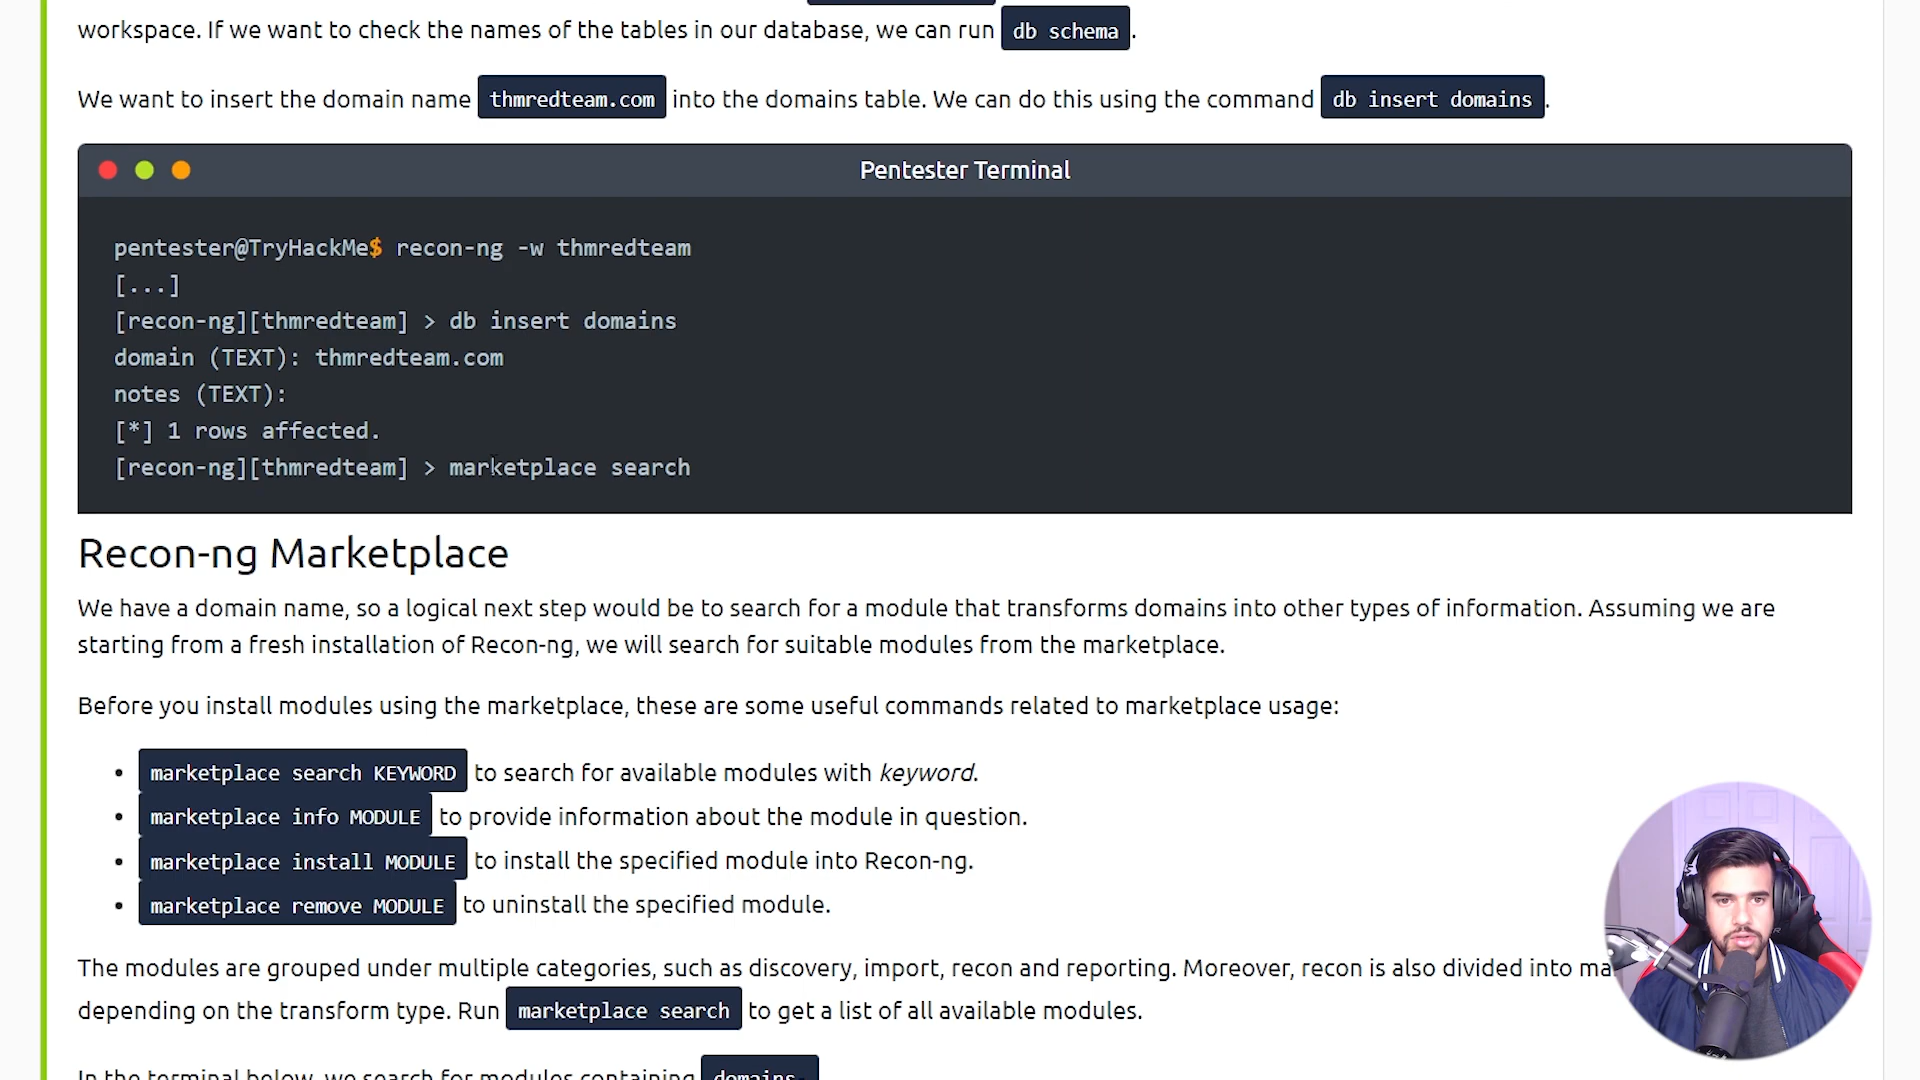 workspace. If we want to check the names of the tables in our database, we can run db schema.
We want to insert the domain name thmredteam.com into the domains table. We can do this using the command db insert domains.
Pentester Terminal
pentester@TryHackMe$ recon-ng -w thmredteam
[...]
[recon-ng][thmredteam] > db insert domains
domain (TEXT): thmredteam.com
notes (TEXT):
[*] 1 rows affected.
[recon-ng][thmredteam] > marketplace search
Recon-ng Marketplace
We have a domain name, so a logical next step would be to search for a module that transforms domains into other types of information. Assuming we are
starting from a fresh installation of Recon-ng, we will search for suitable modules from the marketplace.
Before you install modules using the marketplace, these are some useful commands related to marketplace usage:
• marketplace search KEYWORD to search for available modules with keyword.
• marketplace info MODULE to provide information about the module in question.
• marketplace install MODULE to install the specified module into Recon-ng.
• marketplace remove MODULE to uninstall the specified module.
The modules are grouped under multiple categories, such as discovery, import, recon and reporting. Moreover, recon is also divided into
depending on the transform type. Run marketplace search to get a list of all available modules.
In the terminal below, we search for modules containing domains-